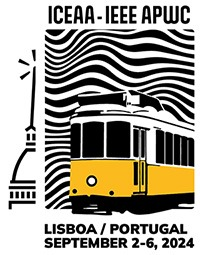 ICEAA - IEEE APWC
LISBOA / PORTUGAL
SEPTEMBER 2-6, 2024